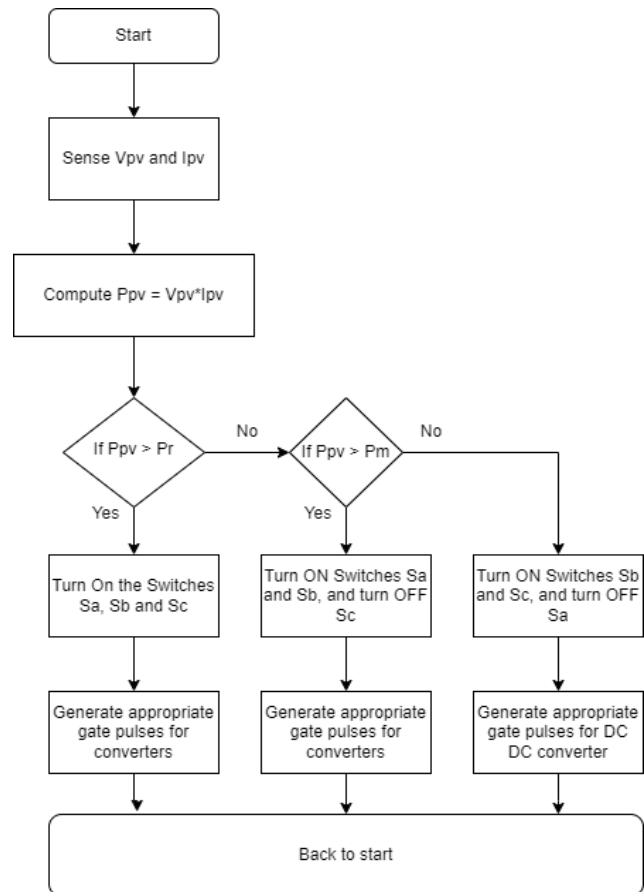 Start
Sense Vpv and Ipv
Compute Ppv = Vpv*Ipv
If Ppv > Pr
No
If Ppv > Pm
No
Yes
Yes
Turn On the Switches
Sa, Sb and Sc
Turn ON Switches Sa
and Sb, and turn OFF
Sc
Turn ON Switches Sb
and Sc, and turn OFF
Sa
Generate appropriate
gate pulses for
converters
Generate appropriate
gate pulses for
converters
Generate appropriate
gate pulses for DC
DC converter
Back to start